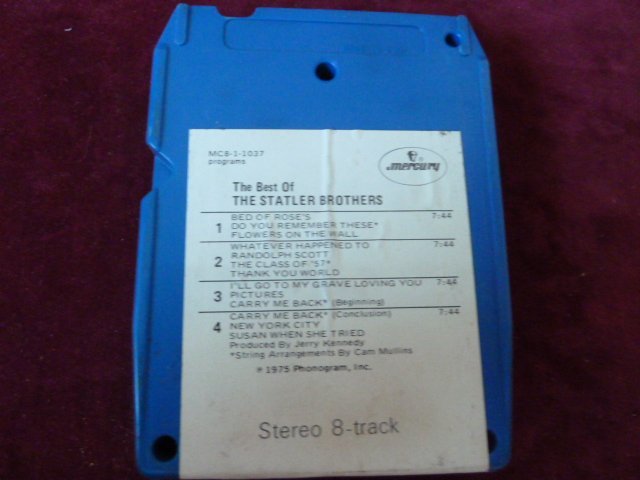 MC8-1-1037
programs
mercury
The Best Of
THE STATLER BROTHERS
1 BED OF ROSE'S 7:44
DO YOU REMEMBER THESE*
FLOWERS ON THE WALL
2 WHATEVER HAPPENED TO 7:44
RANDOLPH SCOTT
THE CLASS OF '57*
THANK YOU WORLD
3 I'LL GO TO MY GRAVE LOVING YOU 7:44
PICTURES
CARRY ME BACK* (Beginning)
4 CARRY ME BACK* (Conclusion) 7:44
NEW YORK CITY
SUSAN WHEN SHE TRIED
Produced By Jerry Kennedy
*String Arrangements By Cam Mullins
℗ 1975 Phonogram, Inc.
Stereo 8-track